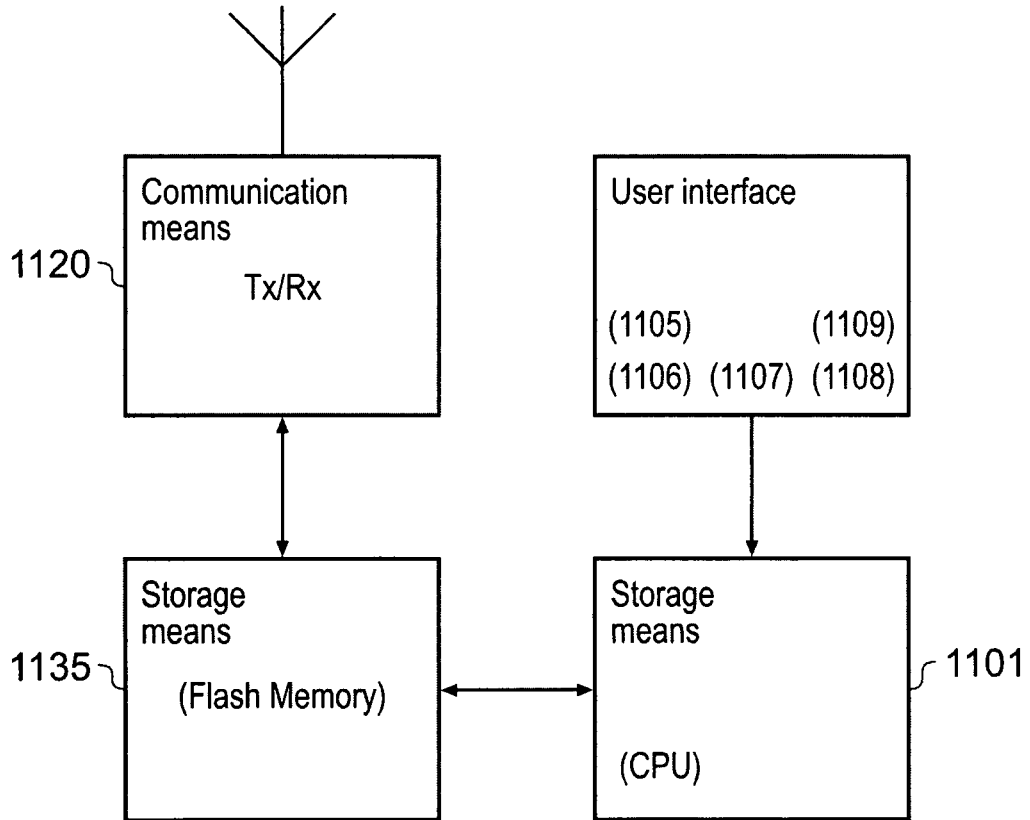 Communication
means
Tx/Rx
1120
User interface
(1105) (1109)
(1106) (1107) (1108)
Storage
means
(Flash Memory)
1135
Storage
means
(CPU)
1101